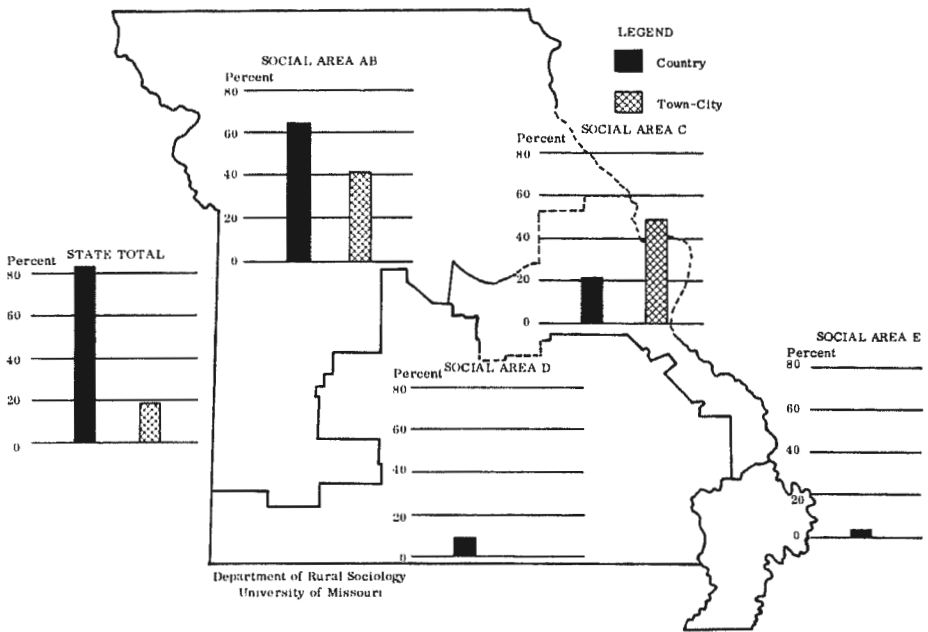 LEGEND
Country
Town-City
SOCIAL AREA AB
Percent
80
60
40
20
0
SOCIAL AREA C
Percent
80
60
40
20
0
STATE TOTAL
Percent
80
60
40
20
0
SOCIAL AREA D
Percent
80
60
40
20
0
SOCIAL AREA E
Percent
80
60
40
20
0
Department of Rural Sociology
University of Missouri